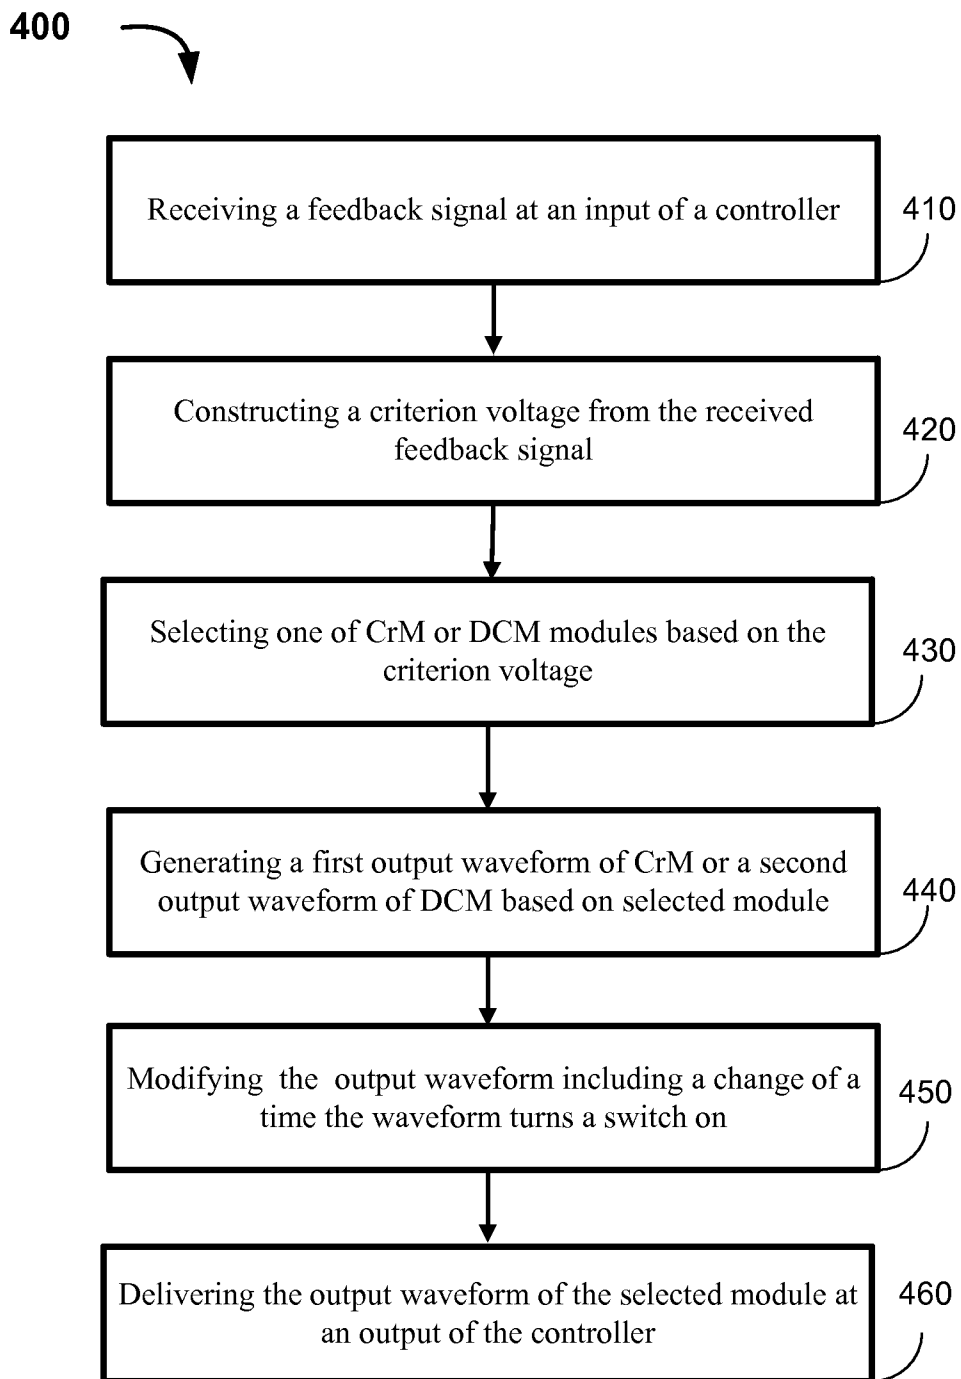 400
Receiving a feedback signal at an input of a controller
410
Constructing a criterion voltage from the received
feedback signal
420
Selecting one of CrM or DCM modules based on the
criterion voltage
430
Generating a first output waveform of CrM or a second
output waveform of DCM based on selected module
440
Modifying the output waveform including a change of a
time the waveform turns a switch on
450
Delivering the output waveform of the selected module at
an output of the controller
460